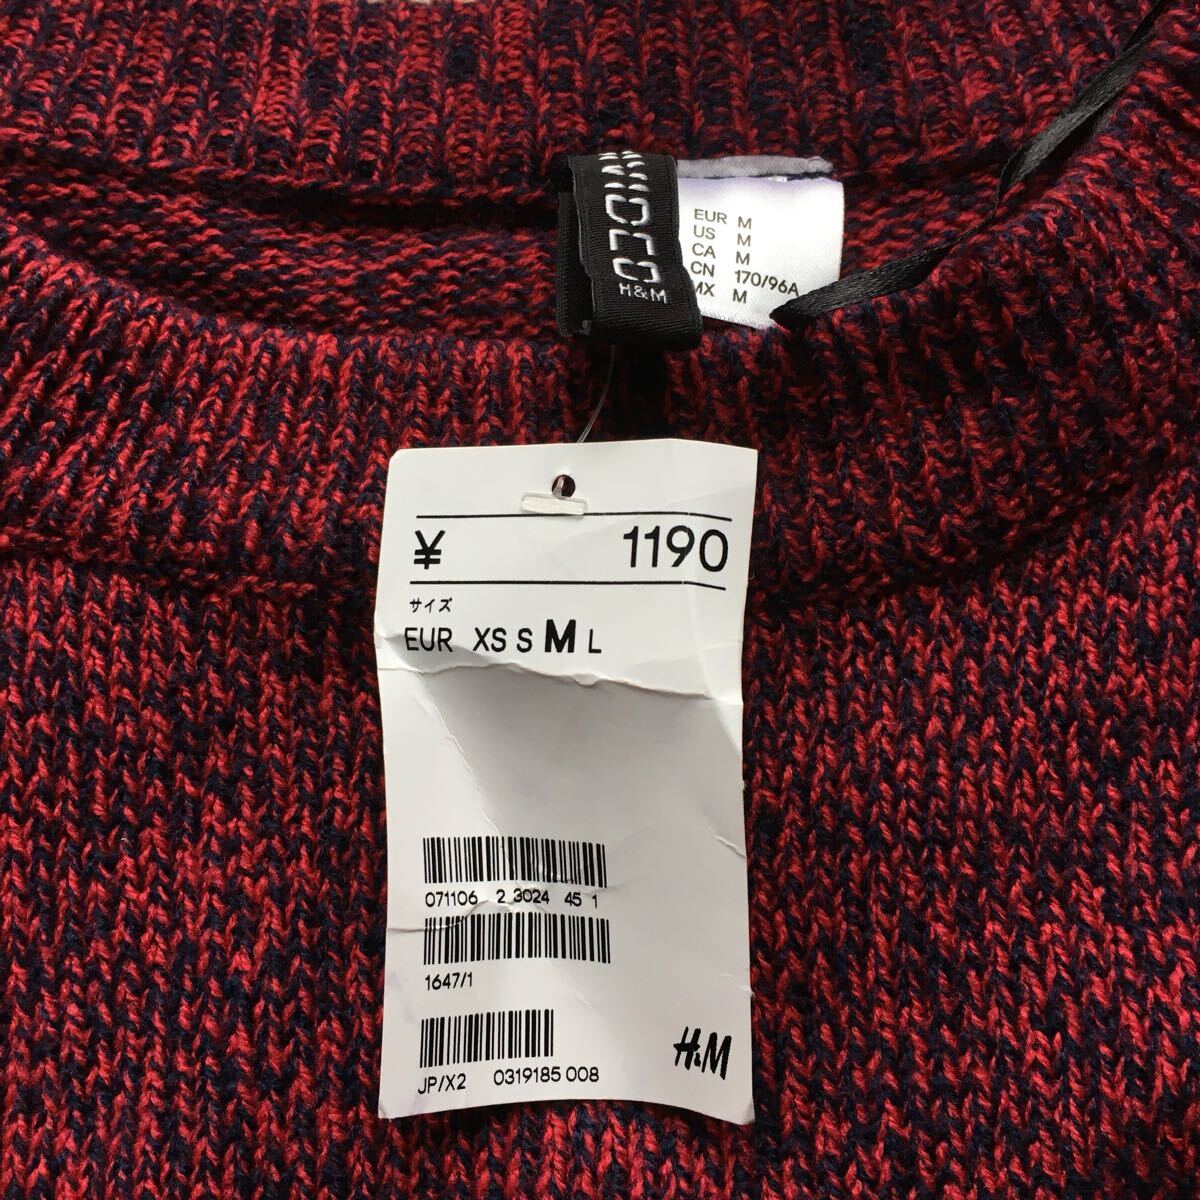 H&M
EUR M
US M
CA M
CN 170/96A
MX M
¥ 1190
サイズ
EUR XS S M L
071106 2 3024 45 1
1647/1
JP/X2 0319185 008
H&M